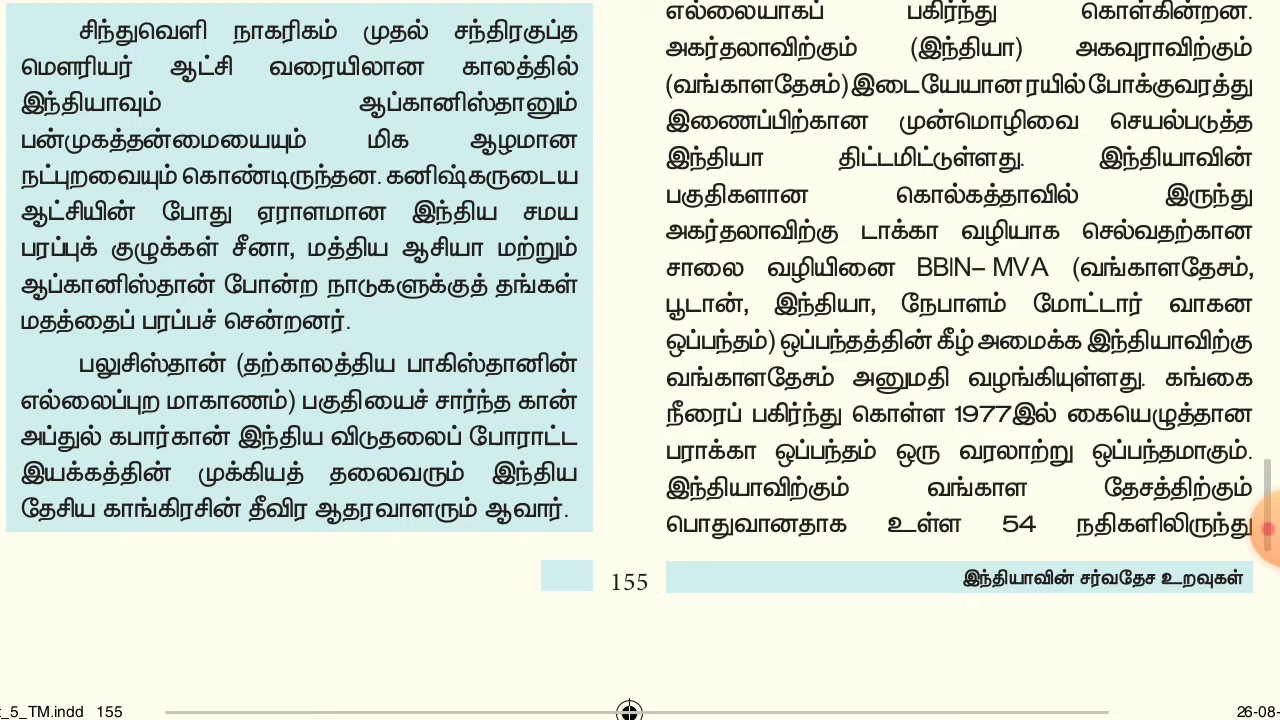 சிந்துவெளி நாகரிகம் முதல் சந்திரகுப்த
மௌரியர் ஆட்சி வரையிலான காலத்தில்
இந்தியாவும் ஆப்கானிஸ்தானும்
பன்முகத்தன்மையையும் மிக ஆழமான
நட்புறவையும் கொண்டிருந்தன. கனிஷ்கருடைய
ஆட்சியின் போது ஏராளமான இந்திய சமய
பரப்புக் குழுக்கள் சீனா, மத்திய ஆசியா மற்றும்
ஆப்கானிஸ்தான் போன்ற நாடுகளுக்குத் தங்கள்
மதத்தைப் பரப்பச் சென்றனர்.
பலுசிஸ்தான் (தற்காலத்திய பாகிஸ்தானின்
எல்லைப்புற மாகாணம்) பகுதியைச் சார்ந்த கான்
அப்துல் கபார்கான் இந்திய விடுதலைப் போராட்ட
இயக்கத்தின் முக்கியத் தலைவரும் இந்திய
தேசிய காங்கிரசின் தீவிர ஆதரவாளரும் ஆவார்.
எல்லையாகப் பகிர்ந்து கொள்கின்றன.
அகர்தலாவிற்கும் (இந்தியா) அகவுராவிற்கும்
(வங்காளதேசம்) இடையேயான ரயில் போக்குவரத்து
இணைப்பிற்கான முன்மொழிவை செயல்படுத்த
இந்தியா திட்டமிட்டுள்ளது. இந்தியாவின்
பகுதிகளான கொல்கத்தாவில் இருந்து
அகர்தலாவிற்கு டாக்கா வழியாக செல்வதற்கான
சாலை வழியினை BBIN– MVA (வங்காளதேசம்,
பூடான், இந்தியா, நேபாளம் மோட்டார் வாகன
ஒப்பந்தம்) ஒப்பந்தத்தின் கீழ் அமைக்க இந்தியாவிற்கு
வங்காளதேசம் அனுமதி வழங்கியுள்ளது. கங்கை
நீரைப் பகிர்ந்து கொள்ள 1977இல் கையெழுத்தான
பராக்கா ஒப்பந்தம் ஒரு வரலாற்று ஒப்பந்தமாகும்.
இந்தியாவிற்கும் வங்காள தேசத்திற்கும்
பொதுவானதாக உள்ள 54 நதிகளிலிருந்து
155 இந்தியாவின் சர்வதேச உறவுகள்
_5_TM.indd 155 26-08-